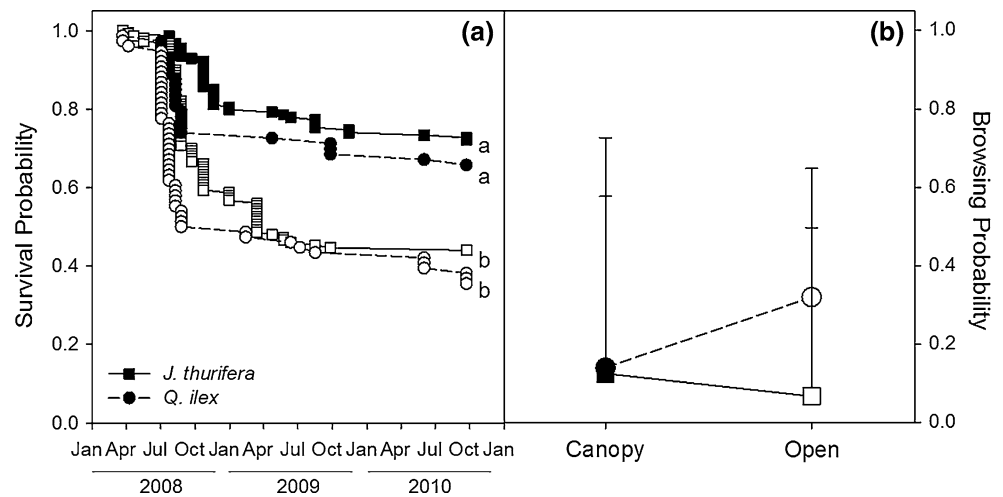 (a)
(b)
1.0
0.8
0.6
0.4
0.2
0.0
Survival Probability
a
a
b
b
J. thurifera
Q. ilex
Jan Apr Jul Oct Jan Apr Jul Oct Jan Apr Jul Oct Jan
2008 2009 2010
Canopy Open
1.0
0.8
0.6
0.4
0.2
0.0
Browsing Probability